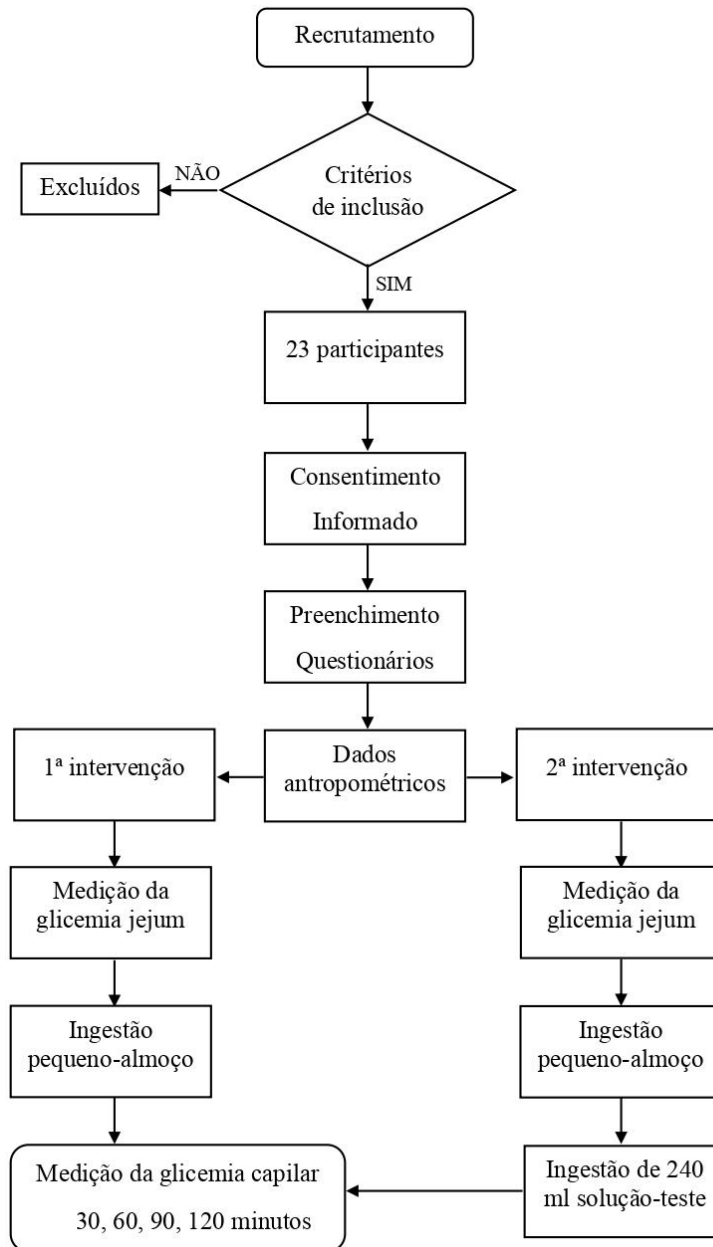 Recrutamento
Critérios
de inclusão
NÃO
Excluídos
SIM
23 participantes
Consentimento
Informado
Preenchimento
Questionários
Dados
antropométricos
1ª intervenção
2ª intervenção
Medição da
glicemia jejum
Medição da
glicemia jejum
Ingestão
pequeno-almoço
Ingestão
pequeno-almoço
Medição da glicemia capilar
30, 60, 90, 120 minutos
Ingestão de 240
ml solução-teste